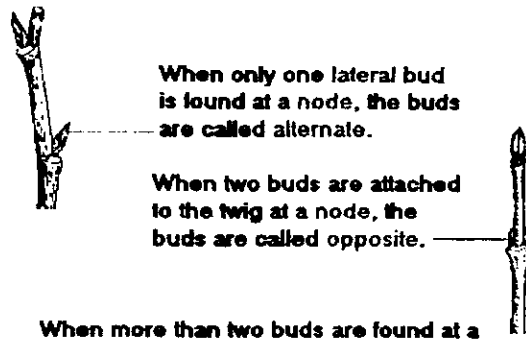 When only one lateral bud
is found at a node, the buds
are called alternate.
When two buds are attached
to the twig at a node, the
buds are called opposite.
When more than two buds are found at a